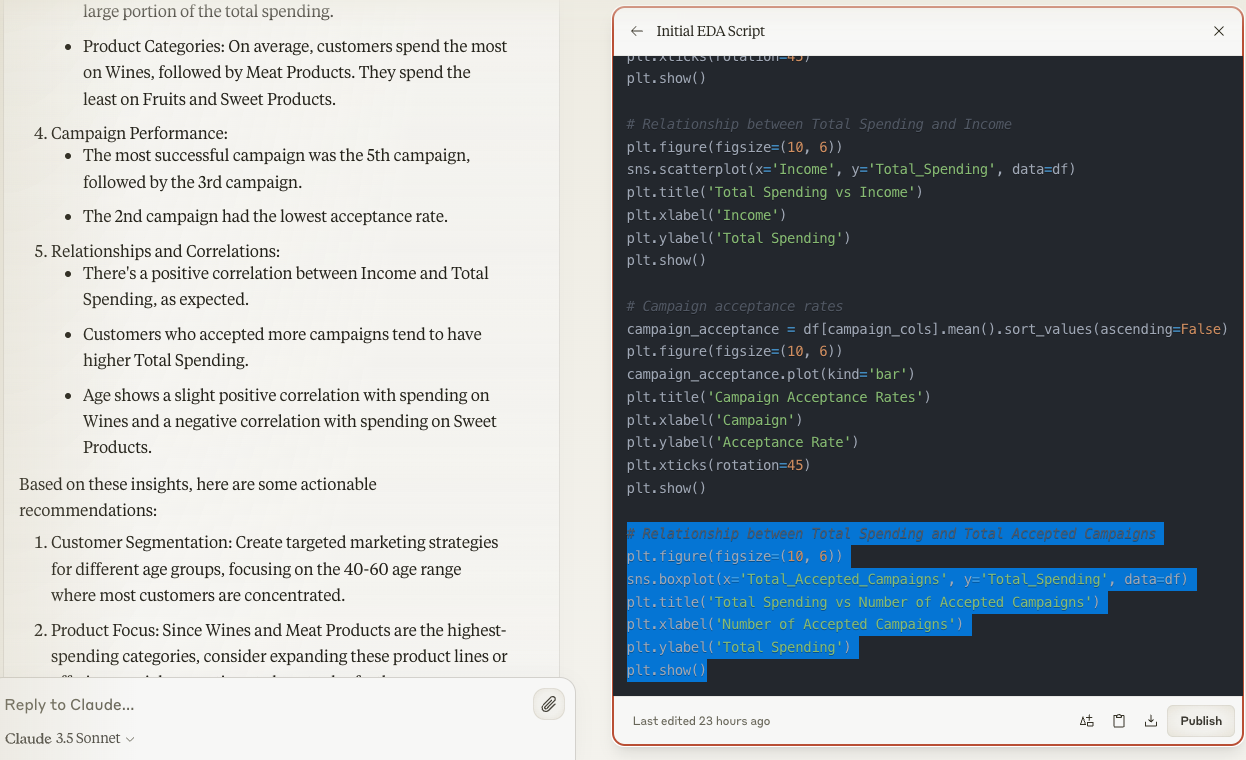 large portion of the total spending.
• Product Categories: On average, customers spend the most
on Wines, followed by Meat Products. They spend the
least on Fruits and Sweet Products.
4. Campaign Performance:
• The most successful campaign was the 5th campaign,
followed by the 3rd campaign.
• The 2nd campaign had the lowest acceptance rate.
5. Relationships and Correlations:
• There's a positive correlation between Income and Total
Spending, as expected.
• Customers who accepted more campaigns tend to have
higher Total Spending.
• Age shows a slight positive correlation with spending on
Wines and a negative correlation with spending on Sweet
Products.
Based on these insights, here are some actionable
recommendations:
1. Customer Segmentation: Create targeted marketing strategies
for different age groups, focusing on the 40-60 age range
where most customers are concentrated.
2. Product Focus: Since Wines and Meat Products are the highest-
spending categories, consider expanding these product lines or
Reply to Claude...
Claude 3.5 Sonnet
Initial EDA Script
plt.xticks(rotation=45)
plt.show()
# Relationship between Total Spending and Income
plt.figure(figsize=(10, 6))
sns.scatterplot(x='Income', y='Total_Spending', data=df)
plt.title('Total Spending vs Income')
plt.xlabel('Income')
plt.ylabel('Total Spending')
plt.show()
# Campaign acceptance rates
campaign_acceptance = df[campaign_cols].mean().sort_values(ascending=False)
plt.figure(figsize=(10, 6))
campaign_acceptance.plot(kind='bar')
plt.title('Campaign Acceptance Rates')
plt.xlabel('Campaign')
plt.ylabel('Acceptance Rate')
plt.xticks(rotation=45)
plt.show()
# Relationship between Total Spending and Total Accepted Campaigns
plt.figure(figsize=(10, 6))
sns.boxplot(x='Total_Accepted_Campaigns', y='Total_Spending', data=df)
plt.title('Total Spending vs Number of Accepted Campaigns')
plt.xlabel('Number of Accepted Campaigns')
plt.ylabel('Total Spending')
plt.show()
Last edited 23 hours ago
Publish